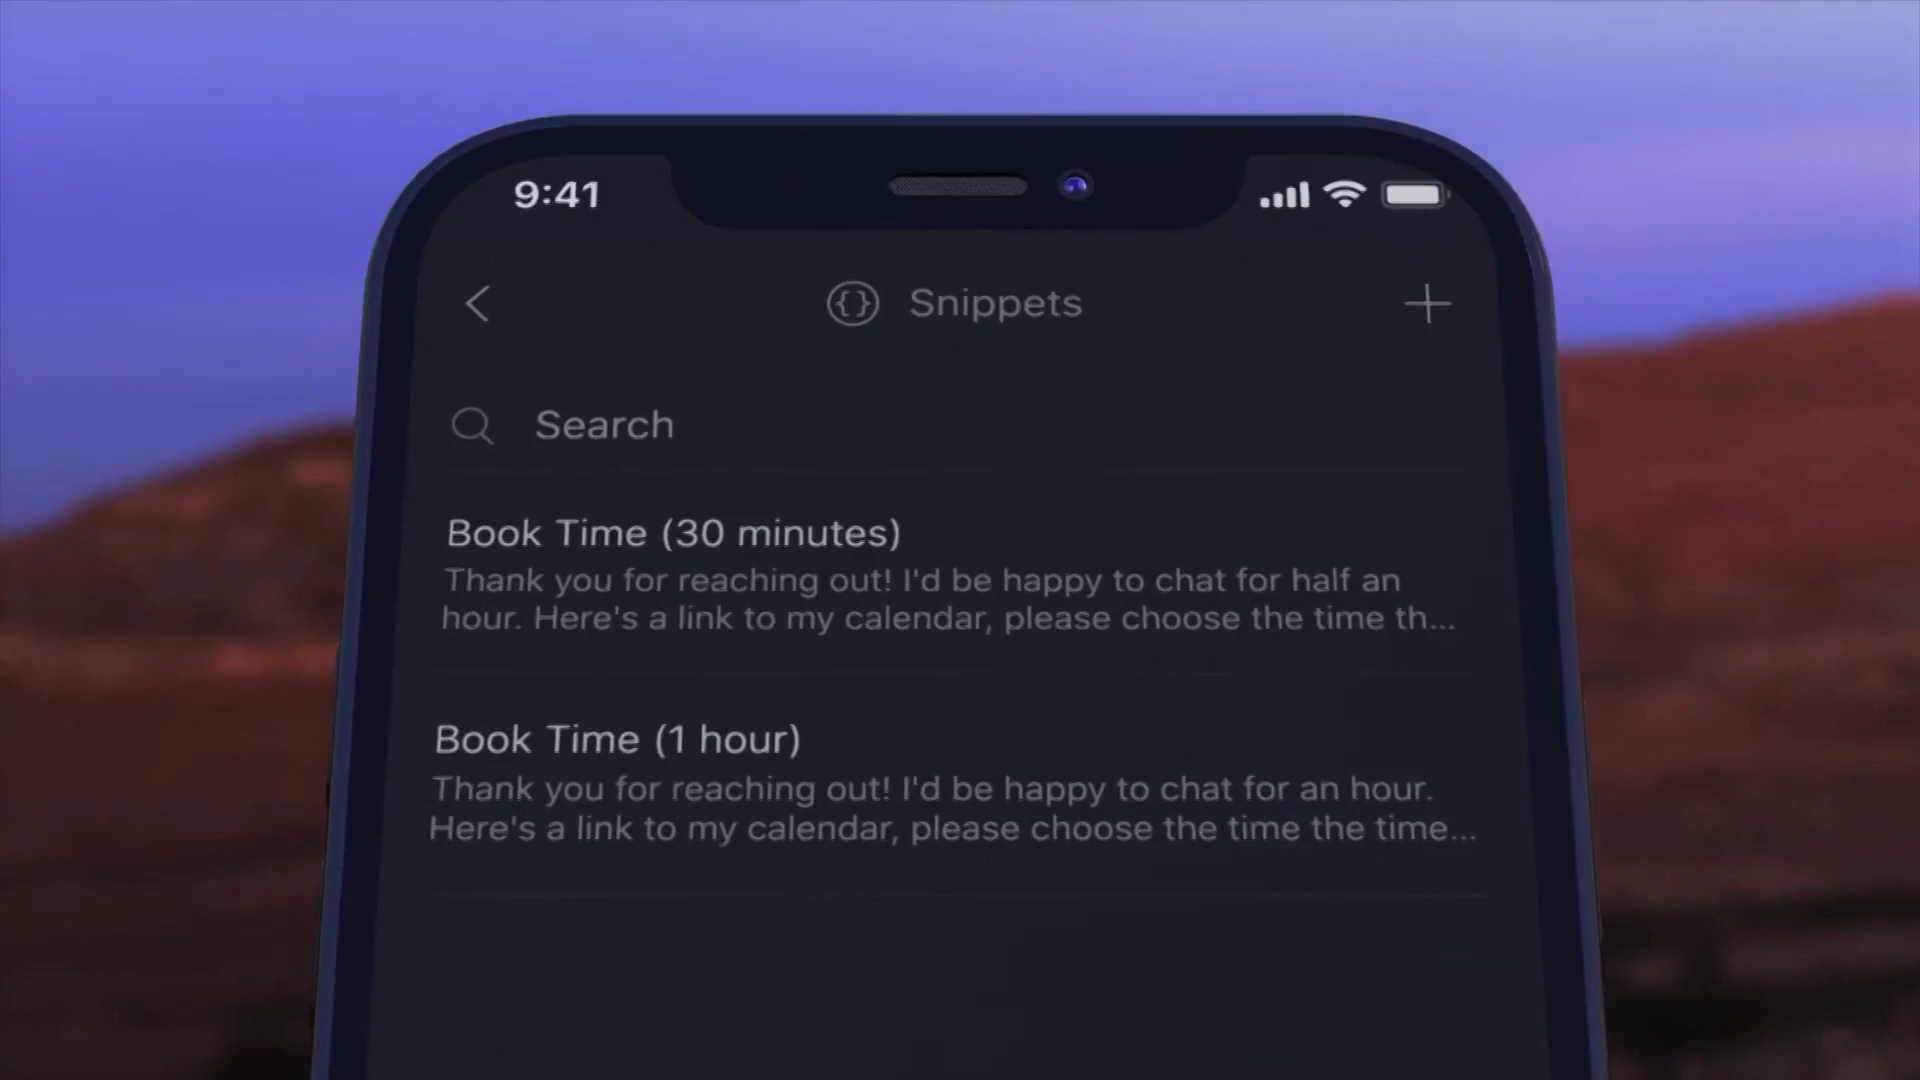 9:41
Snippets
Search
Book Time (30 minutes)
Thank you for reaching out! I'd be happy to chat for half an
hour. Here's a link to my calendar, please choose the time th...
Book Time (1 hour)
Thank you for reaching out! I'd be happy to chat for an hour.
Here's a link to my calendar, please choose the time the time...